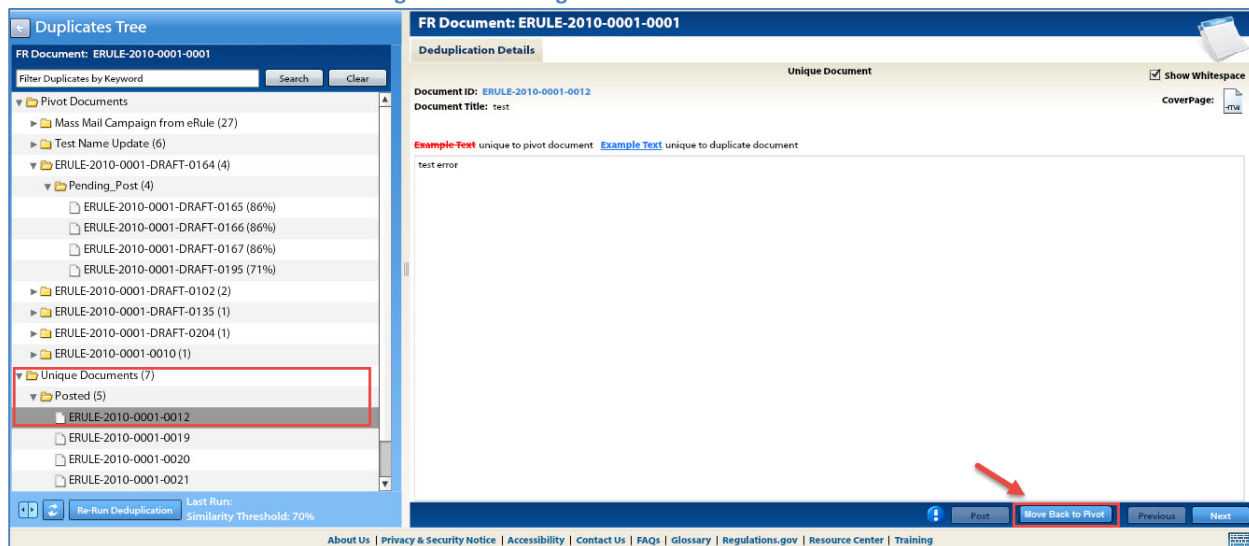 Duplicates Tree
FR Document: ERULE-2010-0001-0001
Filter Duplicates by Keyword
Search
Clear
Pivot Documents
Mass Mail Campaign from eRule (27)
Test Name Update (6)
ERULE-2010-0001-DRAFT-0164 (4)
Pending_Post (4)
ERULE-2010-0001-DRAFT-0165 (86%)
ERULE-2010-0001-DRAFT-0166 (86%)
ERULE-2010-0001-DRAFT-0167 (86%)
ERULE-2010-0001-DRAFT-0195 (71%)
ERULE-2010-0001-DRAFT-0102 (2)
ERULE-2010-0001-DRAFT-0135 (1)
ERULE-2010-0001-DRAFT-0204 (1)
ERULE-2010-0001-0010 (1)
Unique Documents (7)
Posted (5)
ERULE-2010-0001-0012
ERULE-2010-0001-0019
ERULE-2010-0001-0020
ERULE-2010-0001-0021
Re-Run Deduplication
Last Run:
Similarity Threshold: 70%
FR Document: ERULE-2010-0001-0001
Deduplication Details
Unique Document
Show Whitespace
Document ID: ERULE-2010-0001-0012
CoverPage:
Document Title: test
Example Text unique to pivot document Example Text unique to duplicate document
test error
Post
Move Back to Pivot
Previous
Next
About Us | Privacy & Security Notice | Accessibility | Contact Us | FAQs | Glossary | Regulations.gov | Resource Center | Training